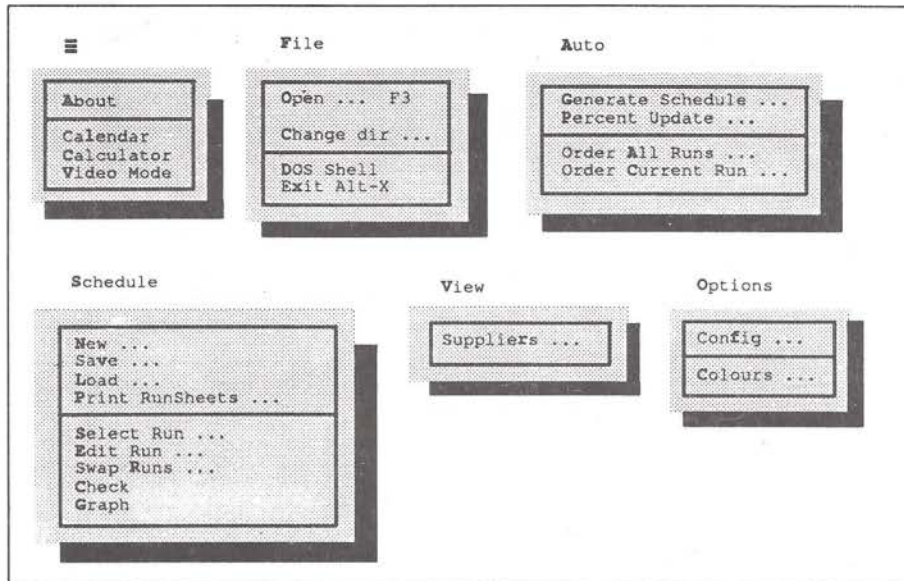 ≡
About
Calendar
Calculator
Video Mode
File
Open ... F3
Change dir ...
DOS Shell
Exit Alt-X
Auto
Generate Schedule ...
Percent Update ...
Order All Runs ...
Order Current Run ...
Schedule
New ...
Save ...
Load ...
Print RunSheets ...
Select Run ...
Edit Run ...
Swap Runs ...
Check
Graph
View
Suppliers ...
Options
Config ...
Colours ...